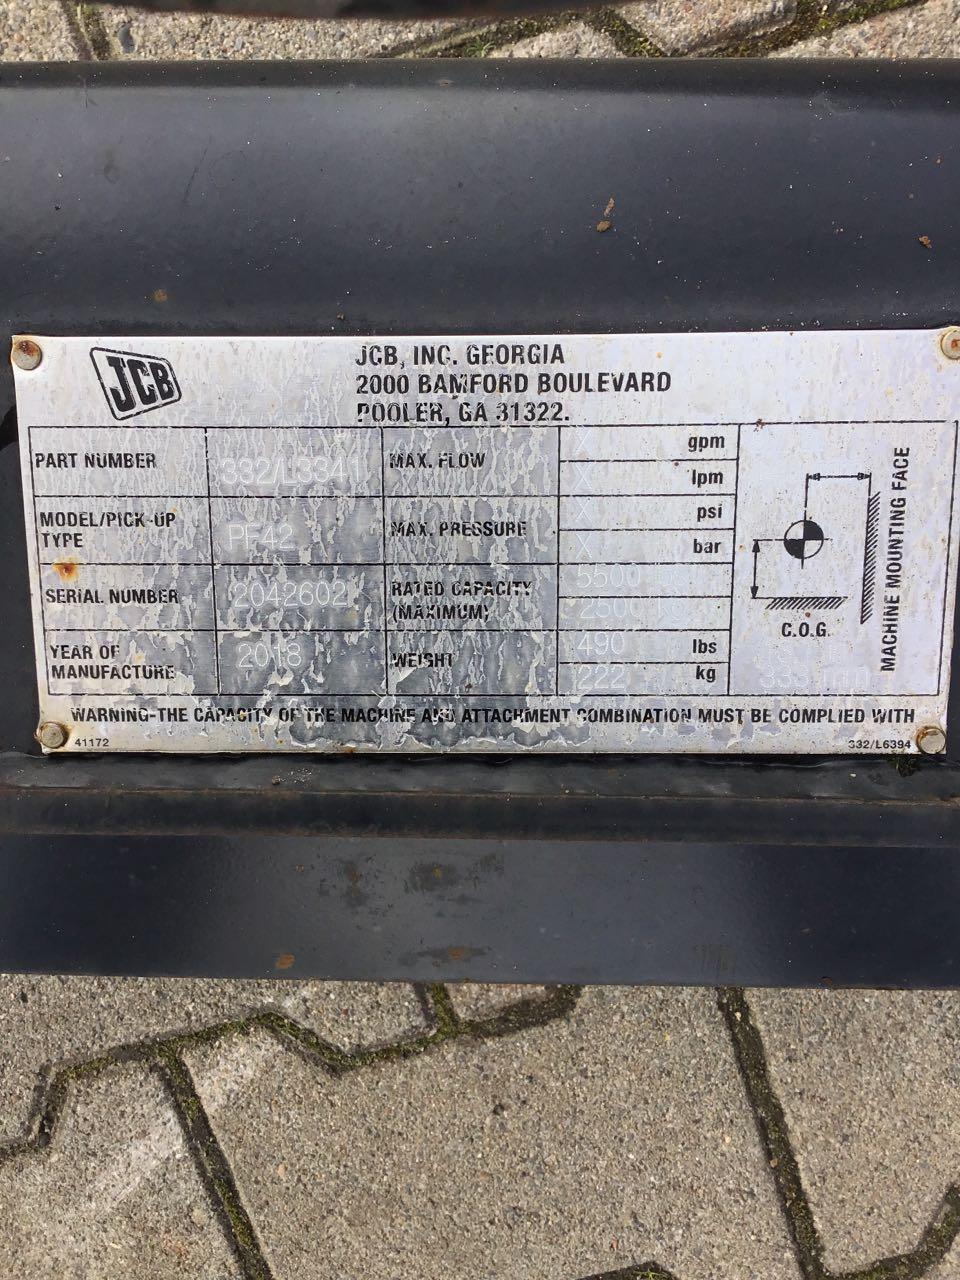 JCB
JCB, INC. GEORGIA
2000 BAMFORD BOULEVARD
POOLER, GA 31322.
PART NUMBER 332/L3341
MAX. FLOW X gpm
X lpm
MODEL/PICK-UP TYPE PF42
MAX. PRESSURE X psi
X bar
SERIAL NUMBER 2042602
RATED CAPACITY (MAXIMUM) 5500
2500
YEAR OF MANUFACTURE 2018
WEIGHT 490 lbs
222 kg
C.O.G.
MACHINE MOUNTING FACE
333 mm
WARNING-THE CAPACITY OF THE MACHINE AND ATTACHMENT COMBINATION MUST BE COMPLIED WITH
41172
332/L6394